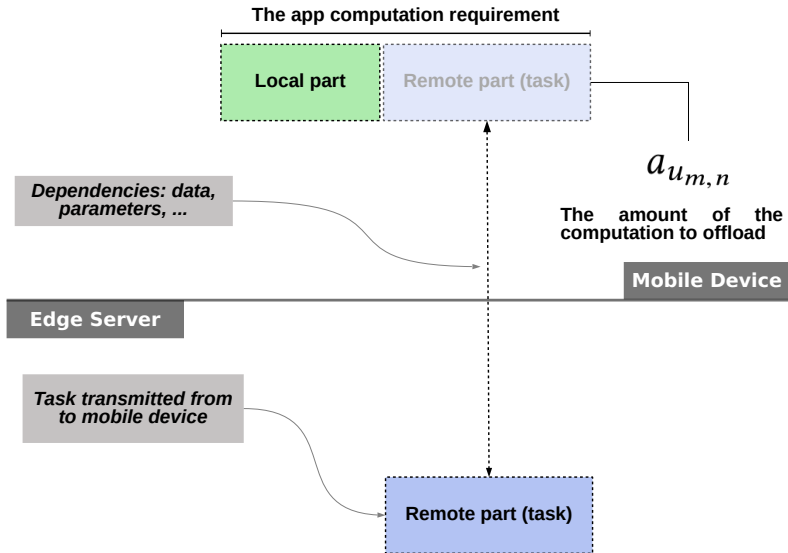 The app computation requirement
Local part
Remote part (task)
a_{u_{m,n}}
Dependencies: data,
parameters, ...
The amount of the
computation to offload
Mobile Device
Edge Server
Task transmitted from
to mobile device
Remote part (task)